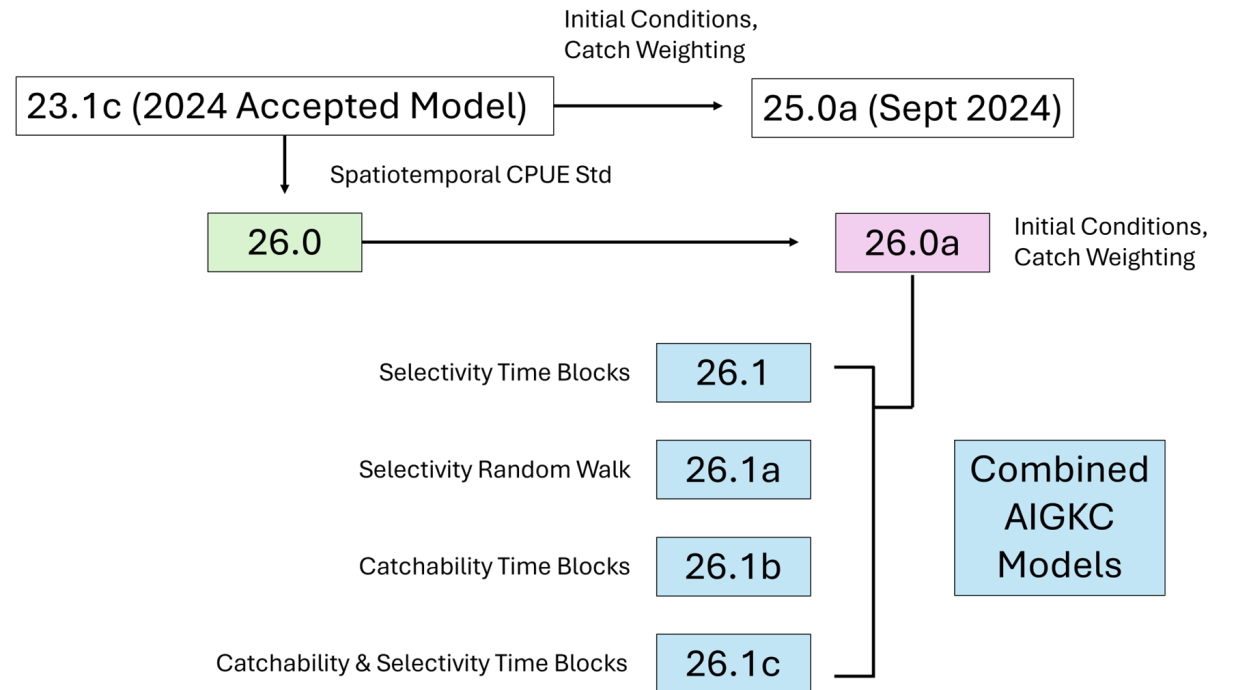 Initial Conditions,
Catch Weighting
23.1c (2024 Accepted Model)
25.0a (Sept 2024)
Spatiotemporal CPUE Std
26.0
26.0a
Initial Conditions,
Catch Weighting
Selectivity Time Blocks
26.1
Selectivity Random Walk
26.1a
Combined
AIGKC
Models
Catchability Time Blocks
26.1b
Catchability & Selectivity Time Blocks
26.1c